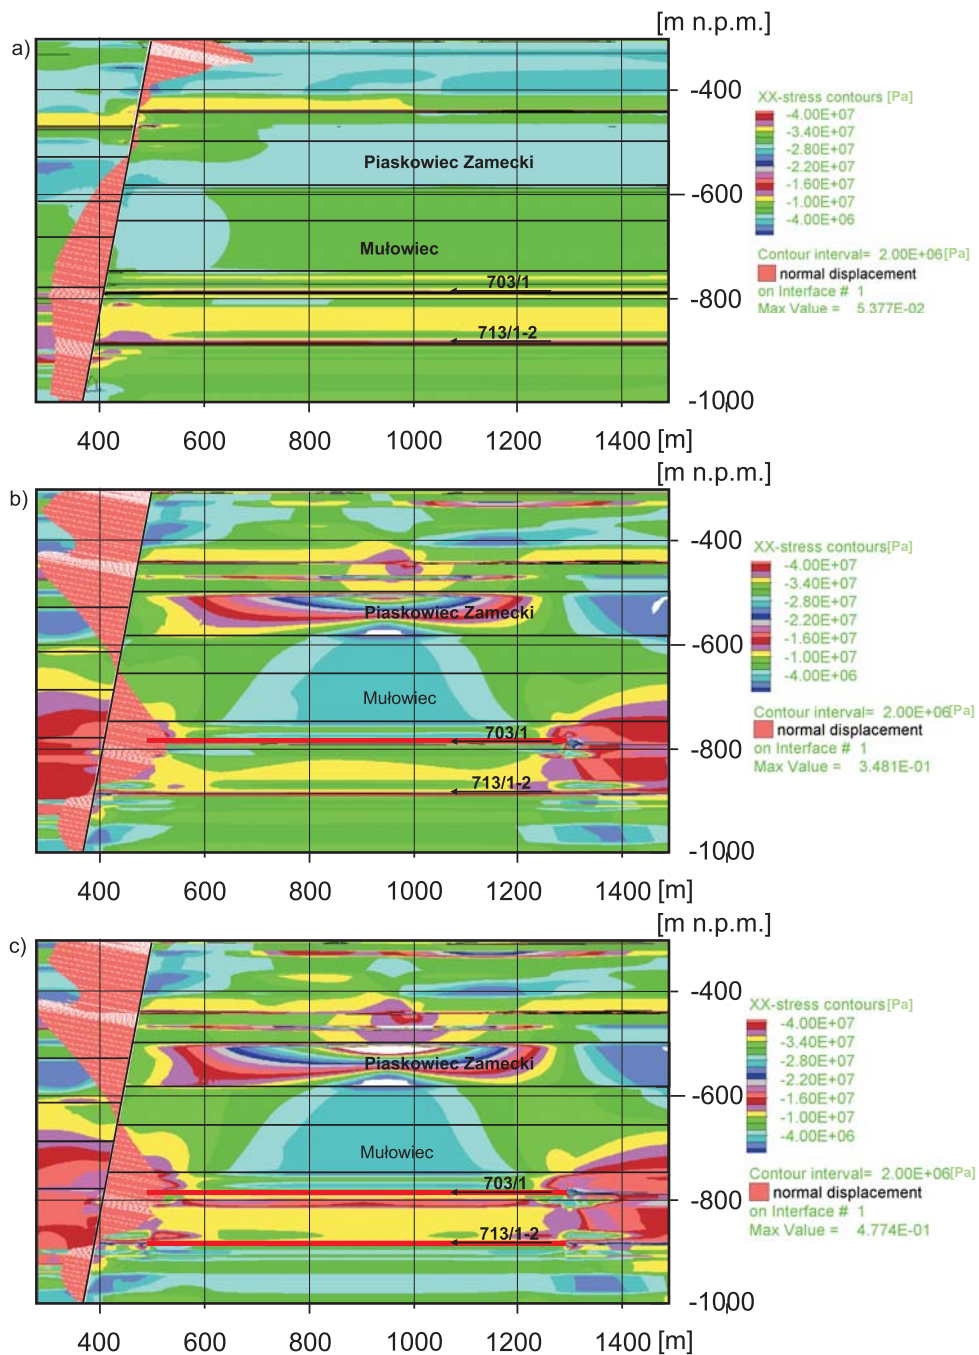 [m n.p.m.]
a)
-400
XX-stress contours [Pa]
-4.00E+07
-3.40E+07
-2.80E+07
-2.20E+07
-1.60E+07
-1.00E+07
-4.00E+06
Piaskowiec Zamecki
-600
Mułowiec
Contour interval= 2.00E+06[Pa]
normal displacement
on Interface # 1
Max Value = 5.377E-02
703/1
-800
713/1-2
-1000
400 600 800 1000 1200 1400 [m]
[m n.p.m.]
b)
-400
XX-stress contours[Pa]
-4.00E+07
-3.40E+07
-2.80E+07
-2.20E+07
-1.60E+07
-1.00E+07
-4.00E+06
Piaskowiec Zamecki
-600
Mułowiec
Contour interval= 2.00E+06[Pa]
normal displacement
on Interface # 1
Max Value = 3.481E-01
703/1
-800
713/1-2
-1000
400 600 800 1000 1200 1400 [m]
[m n.p.m.]
c)
-400
XX-stress contours[Pa]
-4.00E+07
-3.40E+07
-2.80E+07
-2.20E+07
-1.60E+07
-1.00E+07
-4.00E+06
Piaskowiec Zamecki
-600
Mułowiec
Contour interval= 2.00E+06[Pa]
normal displacement
on Interface # 1
Max Value = 4.774E-01
703/1
-800
713/1-2
-1000
400 600 800 1000 1200 1400 [m]